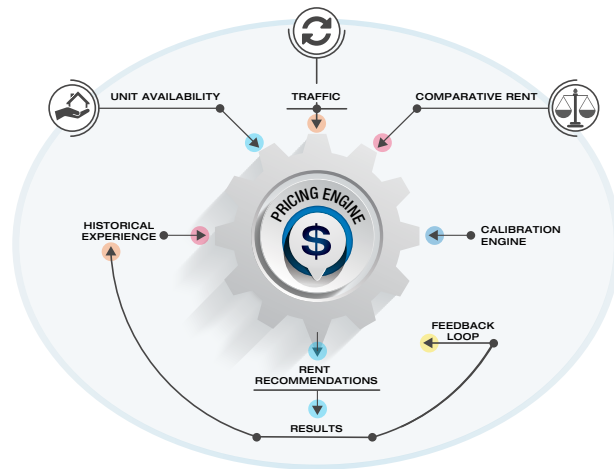 UNIT AVAILABILITY
TRAFFIC
COMPARATIVE RENT
PRICING ENGINE
$
HISTORICAL
EXPERIENCE
CALIBRATION
ENGINE
FEEDBACK
LOOP
RENT
RECOMMENDATIONS
RESULTS